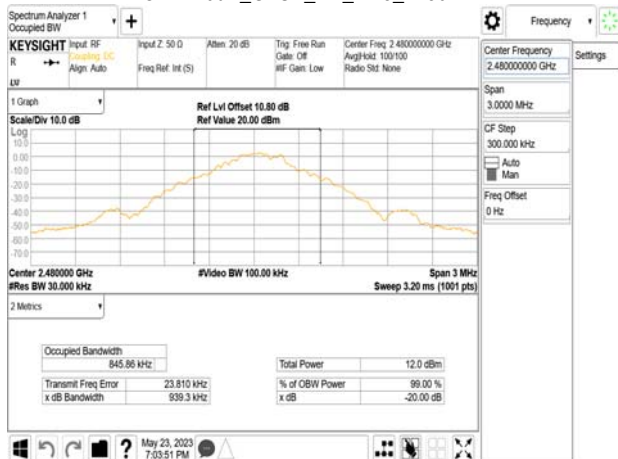 Spectrum Analyzer 1
Occupied BW
Frequency
KEYSIGHT Input: RF
Coupling: DC
Align: Auto
Input Z: 50 Ω
Freq Ref: Int (S)
Atten: 20 dB
Trig: Free Run
Gate: Off
#IF Gain: Low
Center Freq: 2.480000000 GHz
Avg|Hold: 100/100
Radio Std: None
R
LVI
Center Frequency
2.480000000 GHz
Settings
Span
3.0000 MHz
CF Step
300.000 kHz
Auto
Man
Freq Offset
0 Hz
1 Graph
Scale/Div 10.0 dB
Ref Lvl Offset 10.80 dB
Ref Value 20.00 dBm
Log
10.0
0.00
-10.0
-20.0
-30.0
-40.0
-50.0
-60.0
-70.0
Center 2.480000 GHz
#Res BW 30.000 kHz
#Video BW 100.00 kHz
Span 3 MHz
Sweep 3.20 ms (1001 pts)
2 Metrics
Occupied Bandwidth
845.86 kHz
Total Power 12.0 dBm
Transmit Freq Error 23.810 kHz
% of OBW Power 99.00 %
x dB Bandwidth 939.3 kHz
x dB -20.00 dB
May 23, 2023
7:03:51 PM